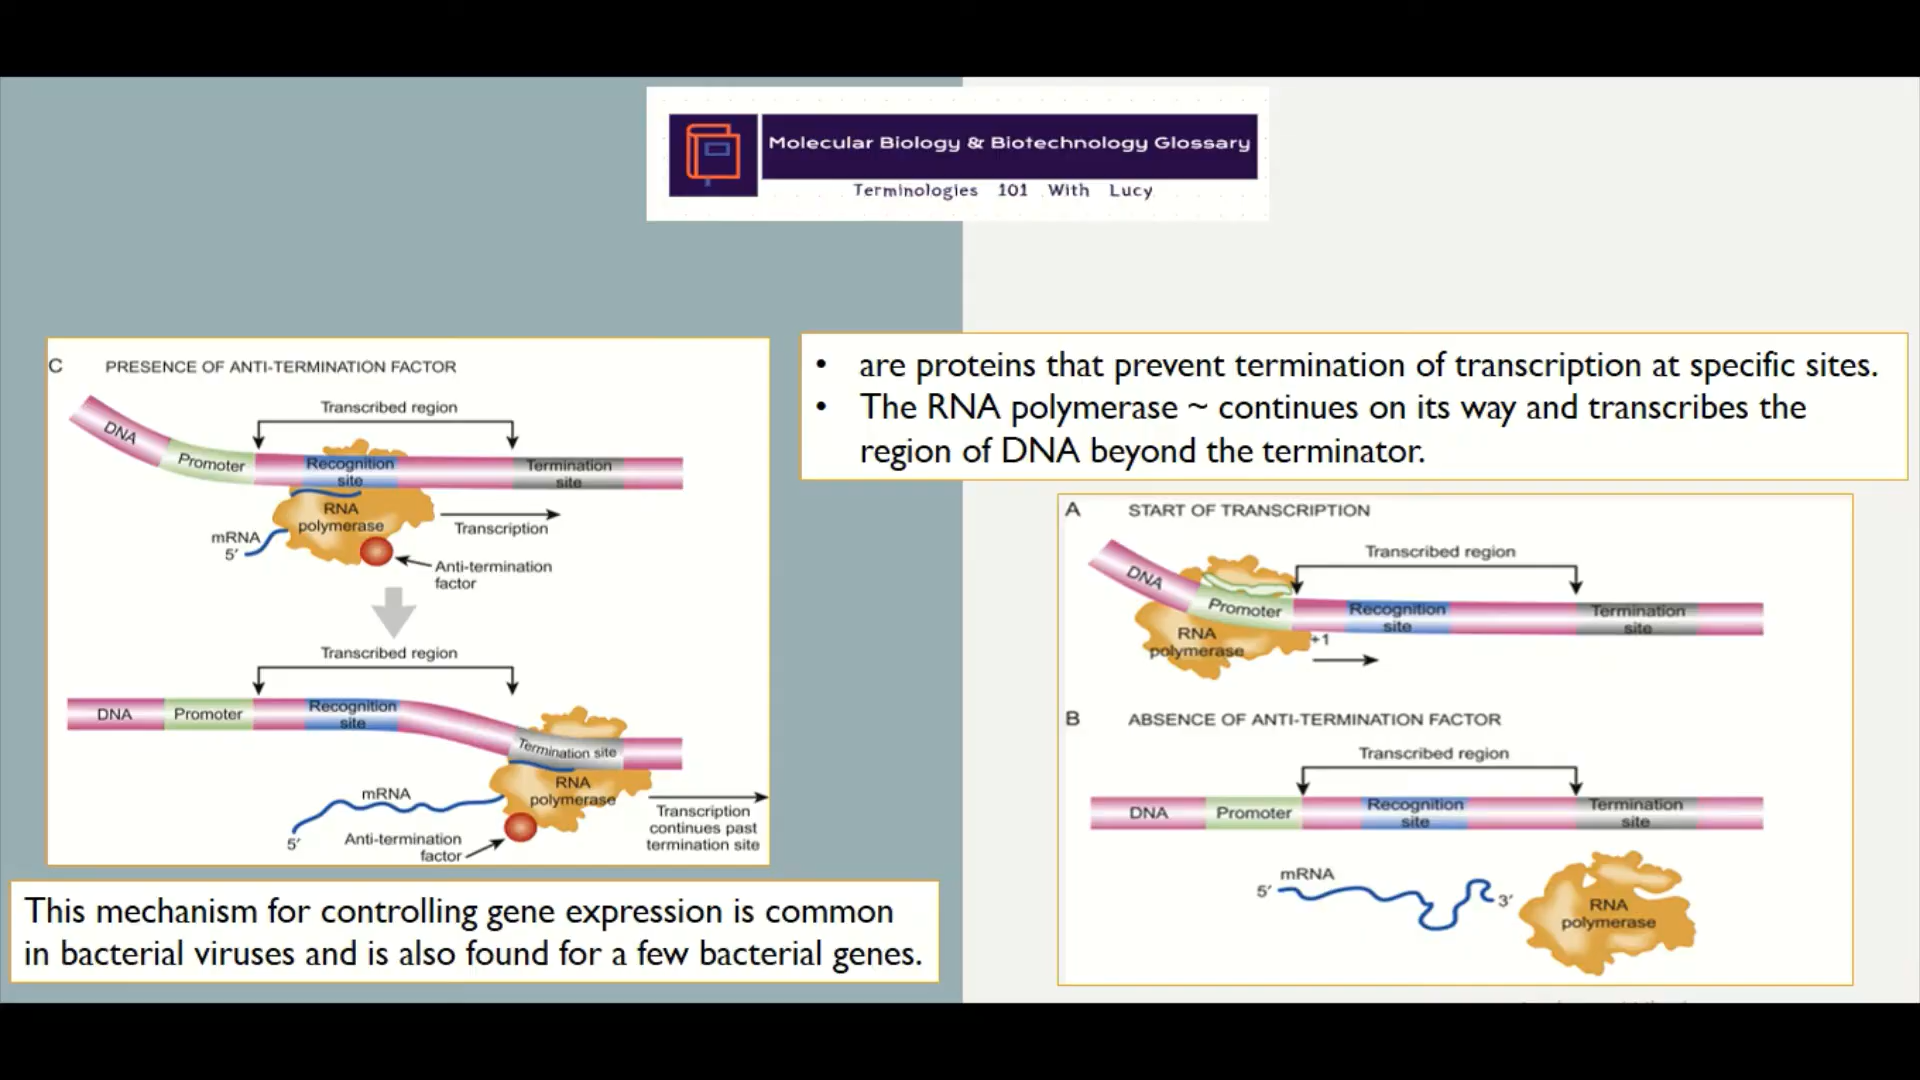 Molecular Biology & Biotechnology Glossary
Terminologies 101 With Lucy
C PRESENCE OF ANTI-TERMINATION FACTOR
Transcribed region
DNA
Promoter
Recognition
site
Termination
site
RNA
polymerase
mRNA
5′
Transcription
Anti-termination
factor
Transcribed region
DNA
Promoter
Recognition
site
Termination site
RNA
polymerase
mRNA
5′
Anti-termination
factor
Transcription
continues past
termination site
This mechanism for controlling gene expression is common
in bacterial viruses and is also found for a few bacterial genes.
• are proteins that prevent termination of transcription at specific sites.
• The RNA polymerase ~ continues on its way and transcribes the
region of DNA beyond the terminator.
A START OF TRANSCRIPTION
Transcribed region
DNA
Promoter
Recognition
site
Termination
site
RNA
polymerase
+1
B ABSENCE OF ANTI-TERMINATION FACTOR
Transcribed region
DNA
Promoter
Recognition
site
Termination
site
mRNA
5′
3′
RNA
polymerase